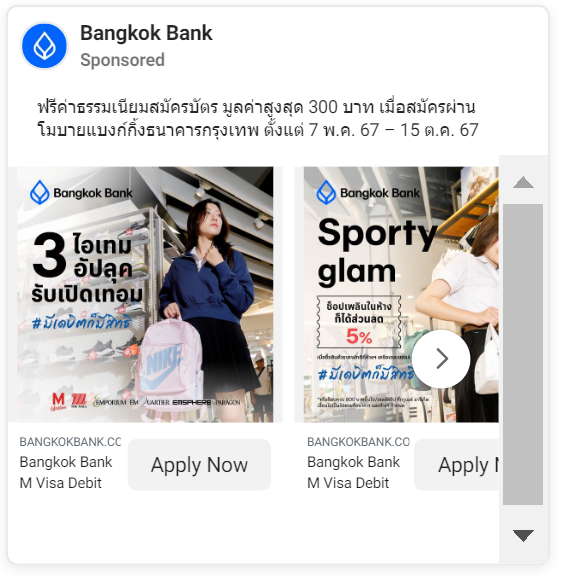 Bangkok Bank
Sponsored
ฟรีค่าธรรมเนียมสมัครบัตร มูลค่าสูงสุด 300 บาท เมื่อสมัครผ่าน
โมบายแบงก์กิ้งธนาคารกรุงเทพ ตั้งแต่ 7 พ.ค. 67 – 15 ต.ค. 67
Bangkok Bank
3 ไอเทม
อัปลุค
รับเปิดเทอม
#มีเดบิตก็มีสิทธิ
NIKE
M THE MALL EMPORIUM EM QUARTIER EMSPHERE PARAGON
BANGKOKBANK.CO
Bangkok Bank
M Visa Debit
Apply Now
Bangkok Bank
Sporty
glam
ช็อปเพลินในห้าง
ก็ได้ส่วนลด
5%
#มีเดบิตก็มีสิทธิ
BANGKOKBANK.CO
Bangkok Bank
M Visa Debit
Apply N